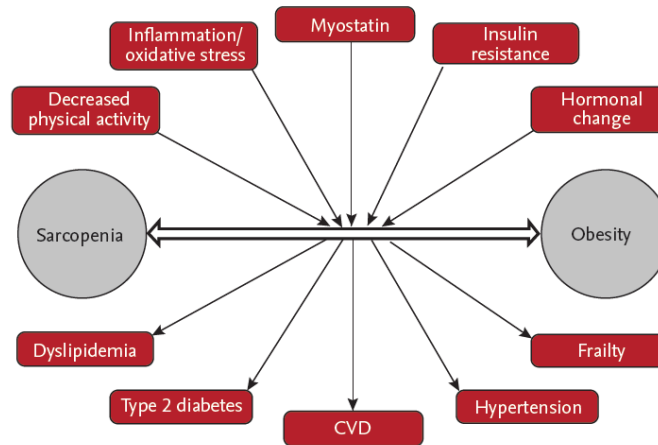 Myostatin
Inflammation/
oxidative stress
Insulin
resistance
Decreased
physical activity
Hormonal
change
Sarcopenia
Obesity
Dyslipidemia
Frailty
Type 2 diabetes
Hypertension
CVD